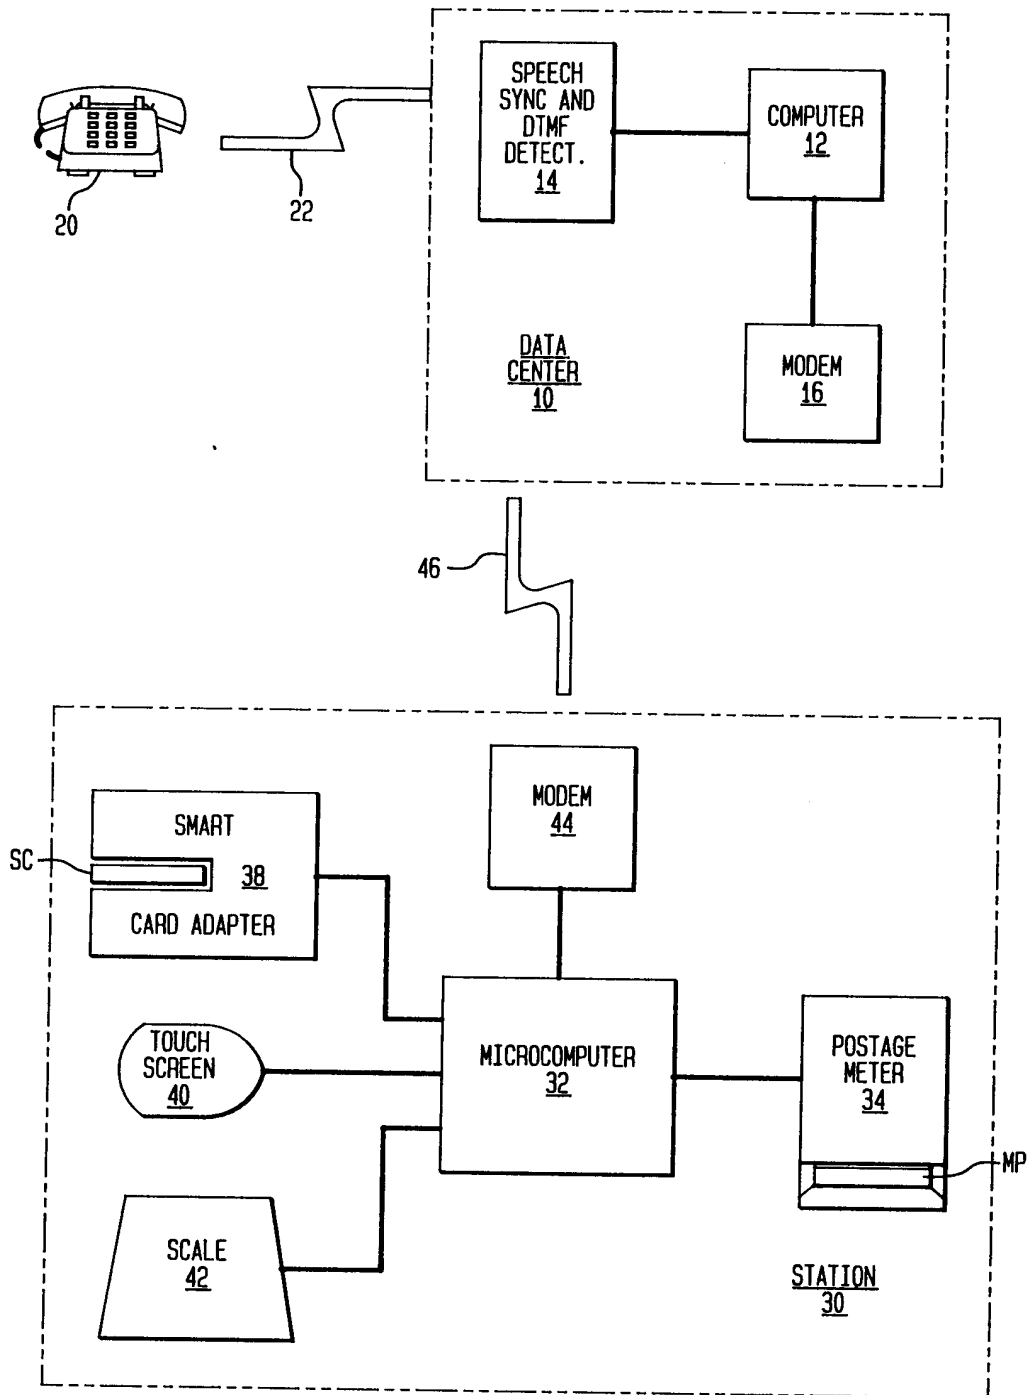 SPEECH
SYNC AND
DTMF
DETECT.
14
COMPUTER
12
20
22
DATA
CENTER
10
MODEM
16
46
MODEM
44
SMART
SC
38
CARD ADAPTER
TOUCH
SCREEN
40
MICROCOMPUTER
32
POSTAGE
METER
34
MP
SCALE
42
STATION
30